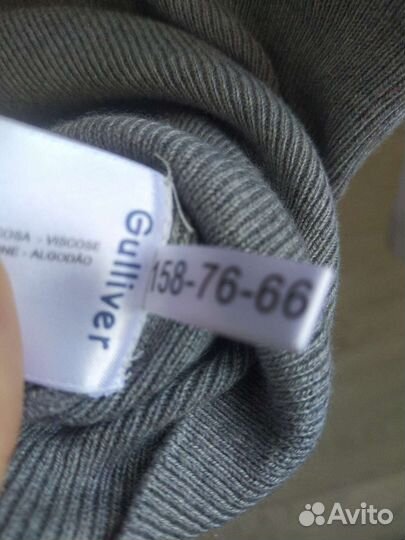 OSA - VISCOSE
NE - ALGODÃO
Gulliver
158-76-66
Avito